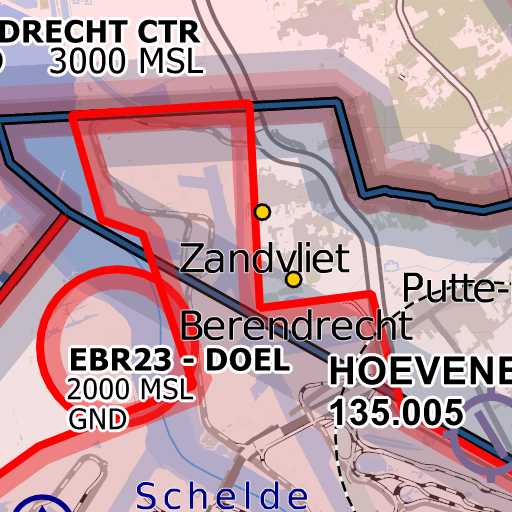 DRECHT CTR
3000 MSL
Zandvliet
Putte-
Berendrecht
EBR23 - DOEL
2000 MSL
GND
HOEVENE
135.005
Schelde